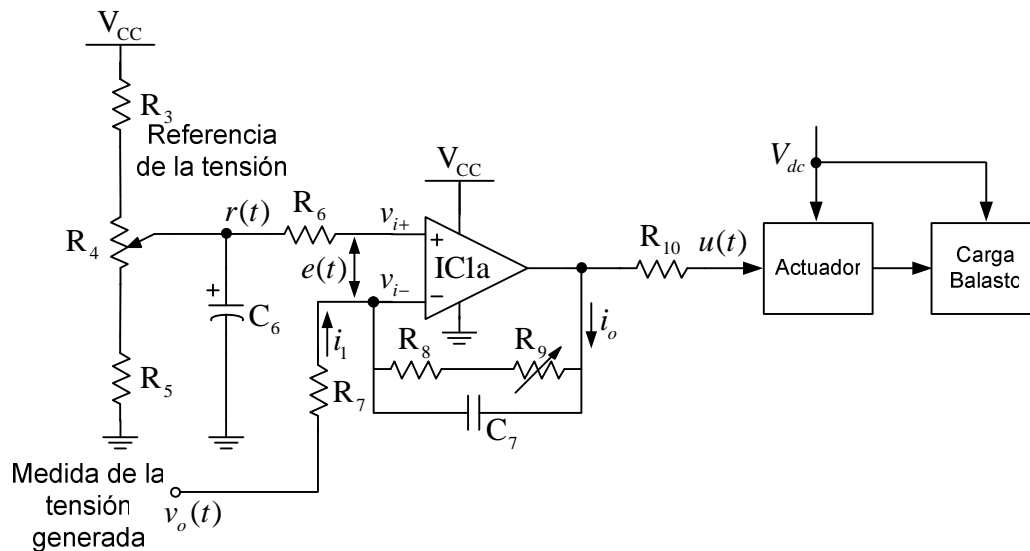 V_CC
R_3
Referencia
de la tensión
R_4
r(t)
R_6
v_i+
V_CC
+
IC1a
−
e(t)
v_i−
+
C_6
i_1
R_7
R_8
R_9
C_7
i_o
R_10
u(t)
V_dc
Actuador
Carga
Balasto
R_5
Medida de la
tensión
generada
v_o(t)